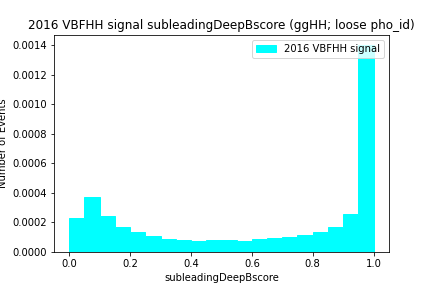 2016 VBFHH signal subleadingDeepBscore (ggHH; loose pho_id)
2016 VBFHH signal
Number of Events
0.0014
0.0012
0.0010
0.0008
0.0006
0.0004
0.0002
0.0000
0.0 0.2 0.4 0.6 0.8 1.0
subleadingDeepBscore